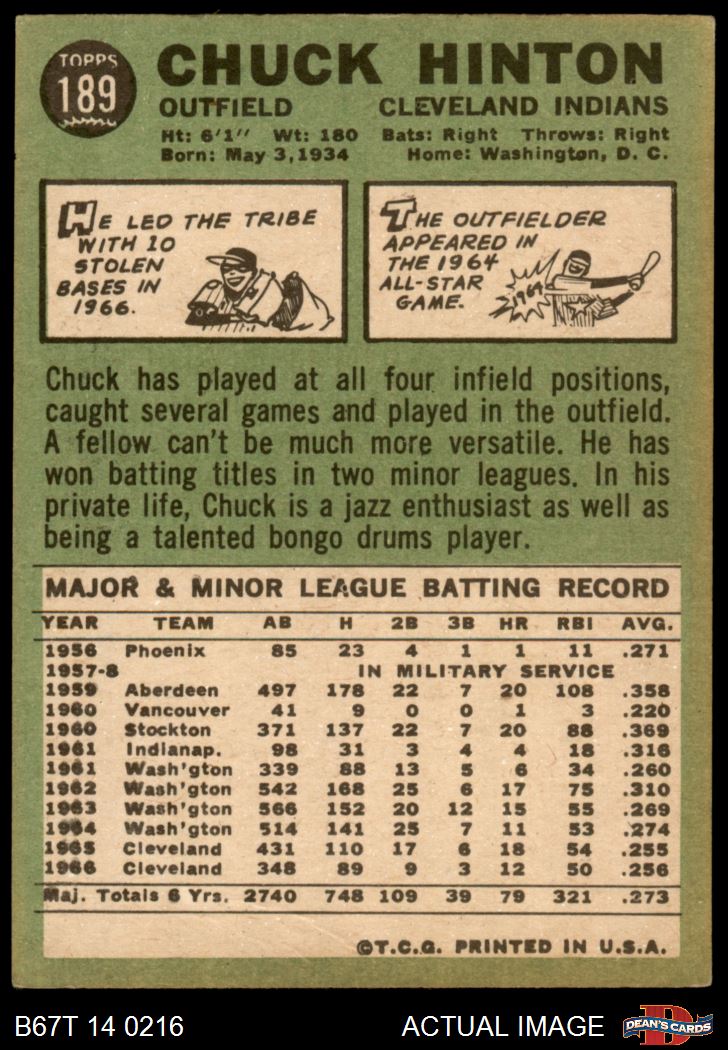 TOPPS
189
CHUCK HINTON
OUTFIELD CLEVELAND INDIANS
Ht: 6'1" Wt: 180 Bats: Right Throws: Right
Born: May 3, 1934 Home: Washington, D. C.
HE LED THE TRIBE
WITH 10
STOLEN
BASES IN
1966.
THE OUTFIELDER
APPEARED IN
THE 1964
ALL-STAR
GAME.
1964
Chuck has played at all four infield positions,
caught several games and played in the outfield.
A fellow can't be much more versatile. He has
won batting titles in two minor leagues. In his
private life, Chuck is a jazz enthusiast as well as
being a talented bongo drums player.
MAJOR & MINOR LEAGUE BATTING RECORD
YEAR TEAM AB H 2B 3B HR RBI AVG.
1956 Phoenix 85 23 4 1 1 11 .271
1957-8 IN MILITARY SERVICE
1959 Aberdeen 497 178 22 7 20 108 .358
1960 Vancouver 41 9 0 0 1 3 .220
1960 Stockton 371 137 22 7 20 88 .369
1961 Indianap. 98 31 3 4 4 18 .316
1961 Wash'gton 339 88 13 5 6 34 .260
1962 Wash'gton 542 168 25 6 17 75 .310
1963 Wash'gton 566 152 20 12 15 55 .269
1964 Wash'gton 514 141 25 7 11 53 .274
1965 Cleveland 431 110 17 6 18 54 .255
1966 Cleveland 348 89 9 3 12 50 .256
Maj. Totals 6 Yrs. 2740 748 109 39 79 321 .273
©T.C.G. PRINTED IN U.S.A.
B67T 14 0216 ACTUAL IMAGE
D
DEAN'S CARDS